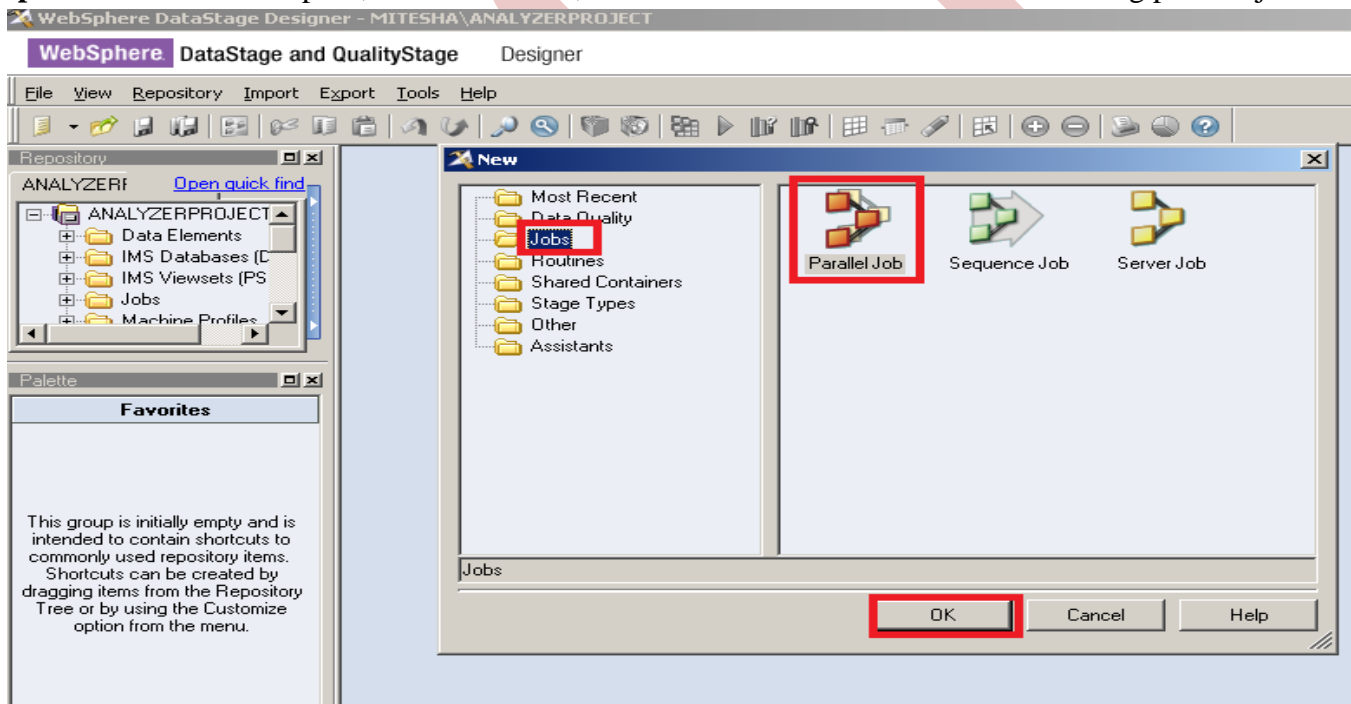 WebSphere DataStage Designer - MITESHA\ANALYZERPROJECT
WebSphere. DataStage and QualityStage Designer
File View Repository Import Export Tools Help
Repository
ANALYZERF Open quick find
ANALYZERPROJECT
Data Elements
IMS Databases (D
IMS Viewsets (PS
Jobs
Machine Profiles
Palette
Favorites
This group is initially empty and is
intended to contain shortcuts to
commonly used repository items.
Shortcuts can be created by
dragging items from the Repository
Tree or by using the Customize
option from the menu.
New
Most Recent
Data Quality
Jobs
Routines
Shared Containers
Stage Types
Other
Assistants
Parallel Job Sequence Job Server Job
Jobs
OK Cancel Help